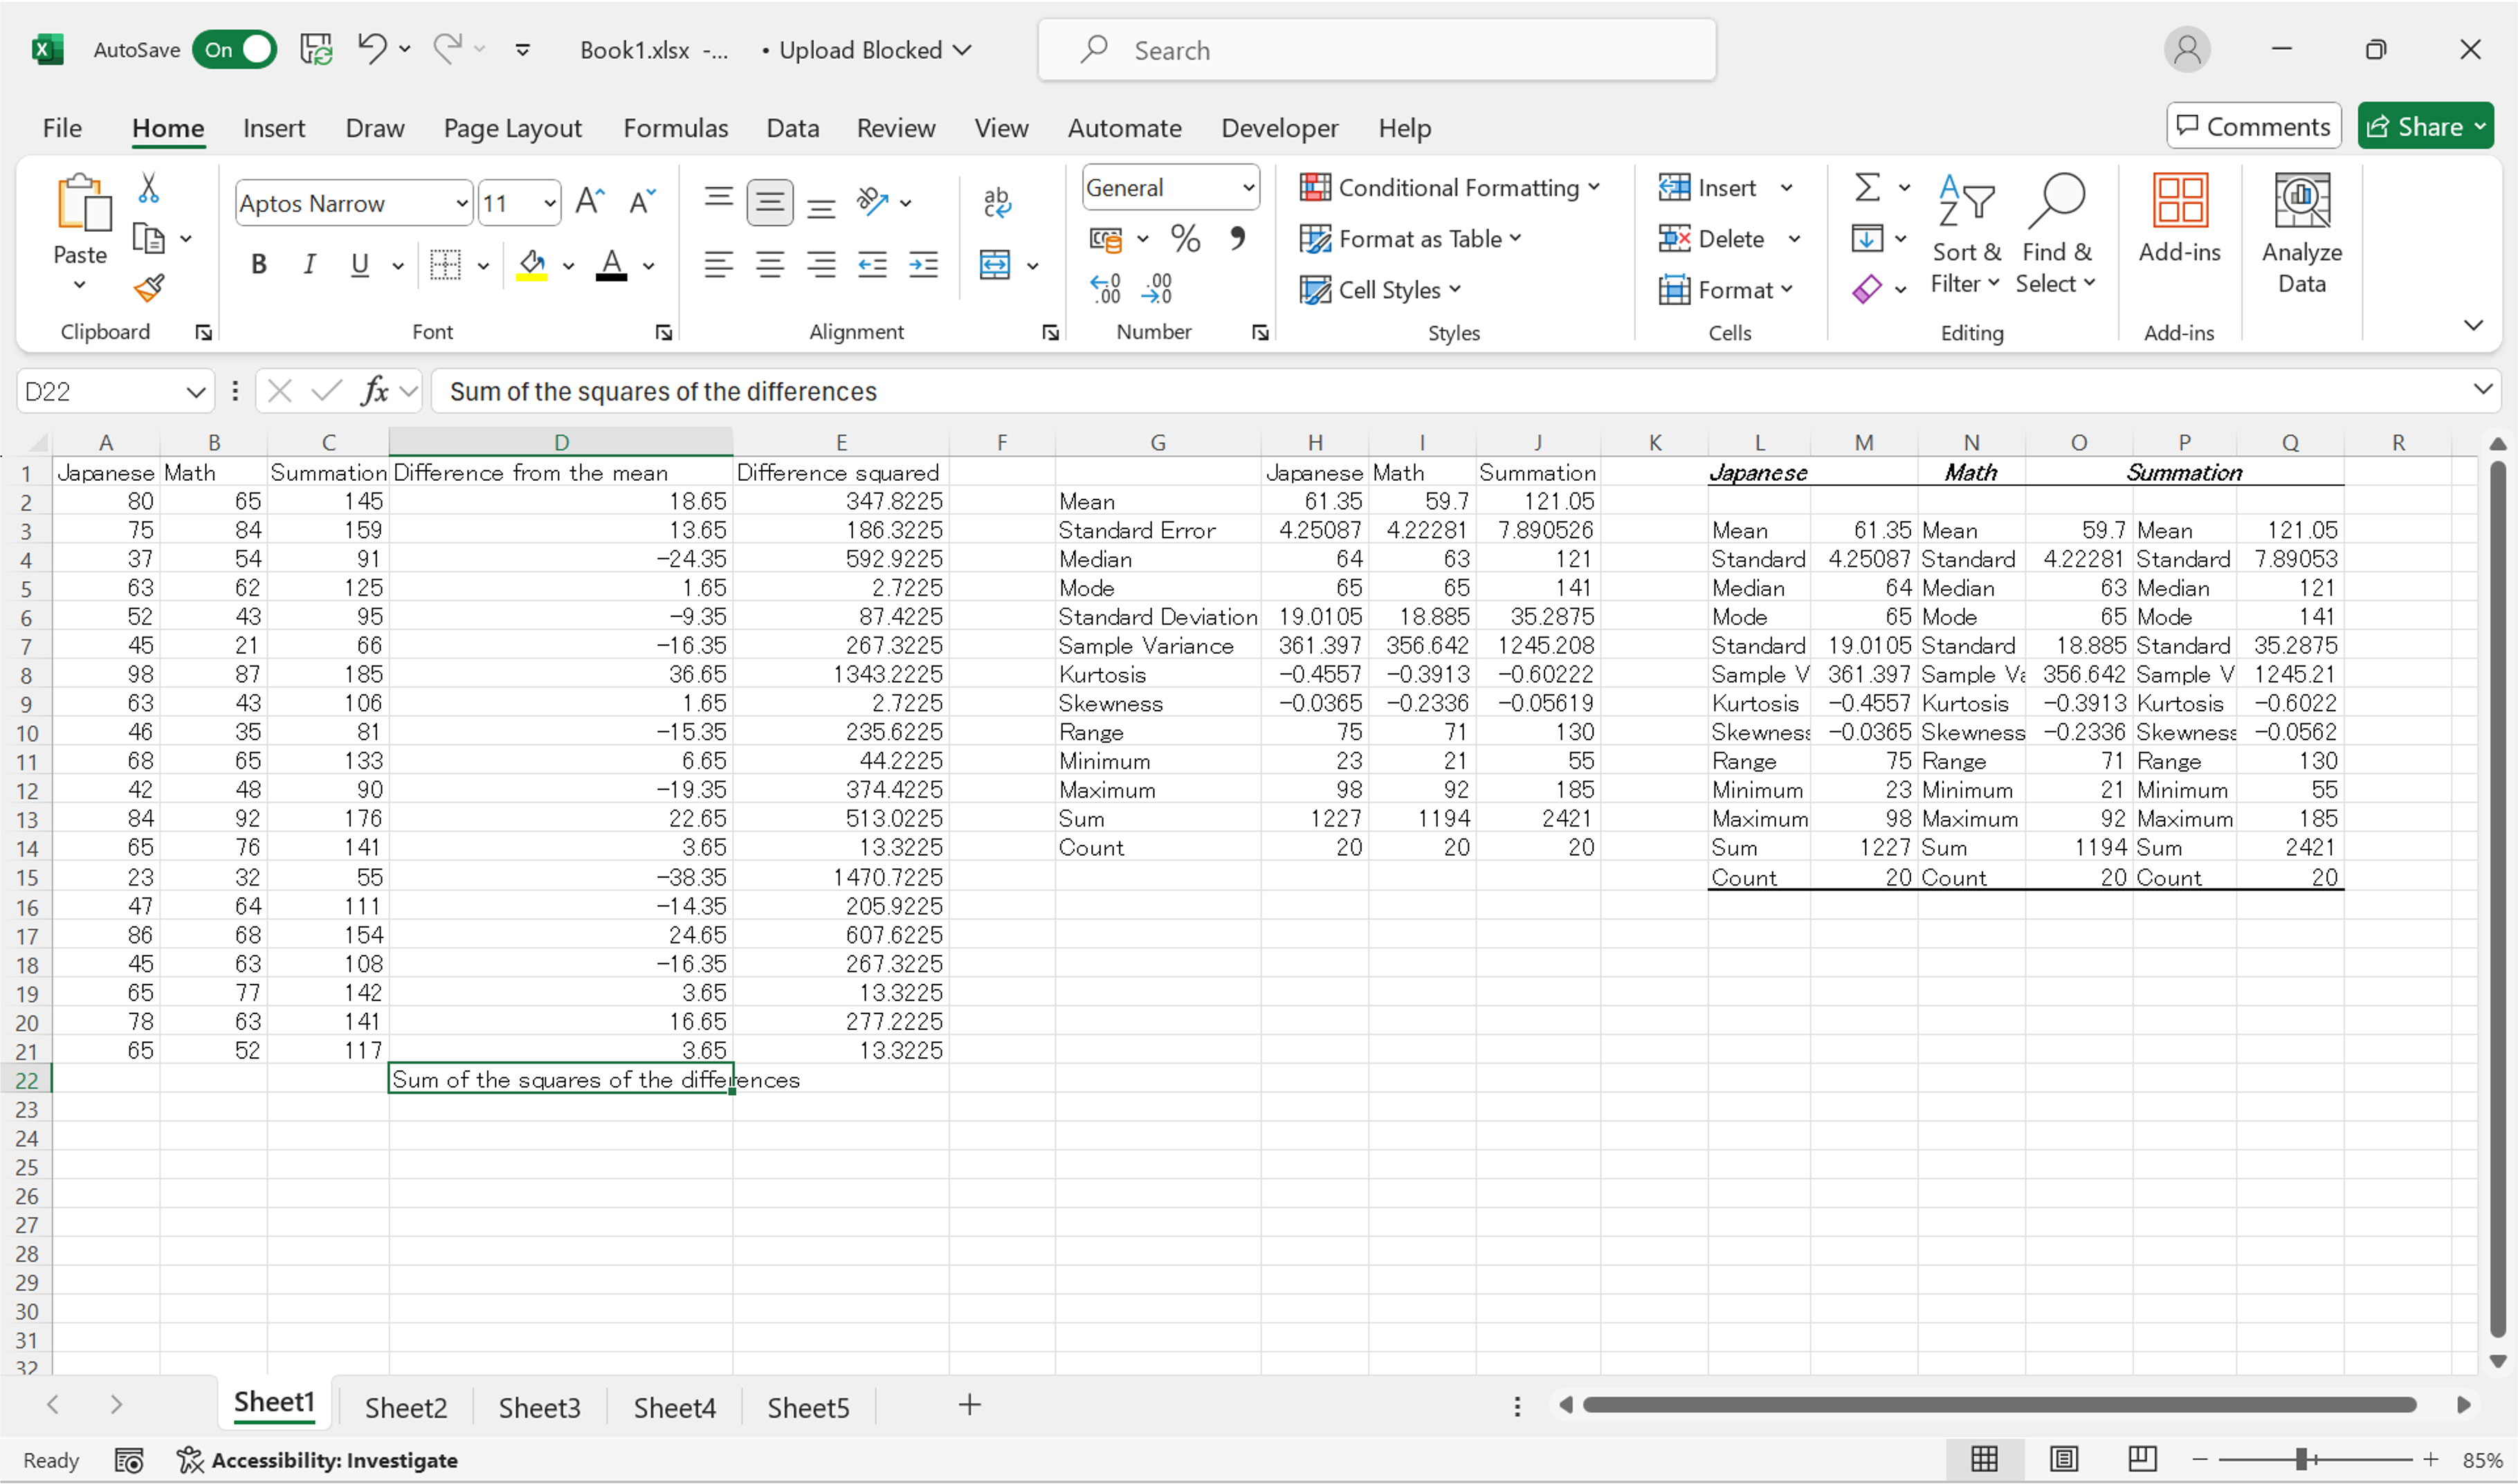 AutoSave On Book1.xlsx -... • Upload Blocked Search
File Home Insert Draw Page Layout Formulas Data Review View Automate Developer Help Comments Share
Aptos Narrow 11 General Conditional Formatting Insert
Paste Format as Table Delete Sort & Filter Find & Select Add-ins Analyze Data
B I U Cell Styles Format
Clipboard Font Alignment Number Styles Cells Editing Add-ins
D22 fx Sum of the squares of the differences
A B C D E F G H I J K L M N O P Q R
1 Japanese Math Summation Difference from the mean Difference squared Japanese Math Summation Japanese Math Summation
2 80 65 145 18.65 347.8225 Mean 61.35 59.7 121.05
3 75 84 159 13.65 186.3225 Standard Error 4.25087 4.22281 7.890526 Mean 61.35 Mean 59.7 Mean 121.05
4 37 54 91 -24.35 592.9225 Median 64 63 121 Standard 4.25087 Standard 4.22281 Standard 7.89053
5 63 62 125 1.65 2.7225 Mode 65 65 141 Median 64 Median 63 Median 121
6 52 43 95 -9.35 87.4225 Standard Deviation 19.0105 18.885 35.2875 Mode 65 Mode 65 Mode 141
7 45 21 66 -16.35 267.3225 Sample Variance 361.397 356.642 1245.208 Standard 19.0105 Standard 18.885 Standard 35.2875
8 98 87 185 36.65 1343.2225 Kurtosis -0.4557 -0.3913 -0.60222 Sample V 361.397 Sample Va 356.642 Sample V 1245.21
9 63 43 106 1.65 2.7225 Skewness -0.0365 -0.2336 -0.05619 Kurtosis -0.4557 Kurtosis -0.3913 Kurtosis -0.6022
10 46 35 81 -15.35 235.6225 Range 75 71 130 Skewness -0.0365 Skewness -0.2336 Skewness -0.0562
11 68 65 133 6.65 44.2225 Minimum 23 21 55 Range 75 Range 71 Range 130
12 42 48 90 -19.35 374.4225 Maximum 98 92 185 Minimum 23 Minimum 21 Minimum 55
13 84 92 176 22.65 513.0225 Sum 1227 1194 2421 Maximum 98 Maximum 92 Maximum 185
14 65 76 141 3.65 13.3225 Count 20 20 20 Sum 1227 Sum 1194 Sum 2421
15 23 32 55 -38.35 1470.7225 Count 20 Count 20 Count 20
16 47 64 111 -14.35 205.9225
17 86 68 154 24.65 607.6225
18 45 63 108 -16.35 267.3225
19 65 77 142 3.65 13.3225
20 78 63 141 16.65 277.2225
21 65 52 117 3.65 13.3225
22 Sum of the squares of the differences
23
24
25
26
27
28
29
30
31
32
Sheet1 Sheet2 Sheet3 Sheet4 Sheet5
Ready Accessibility: Investigate 85%